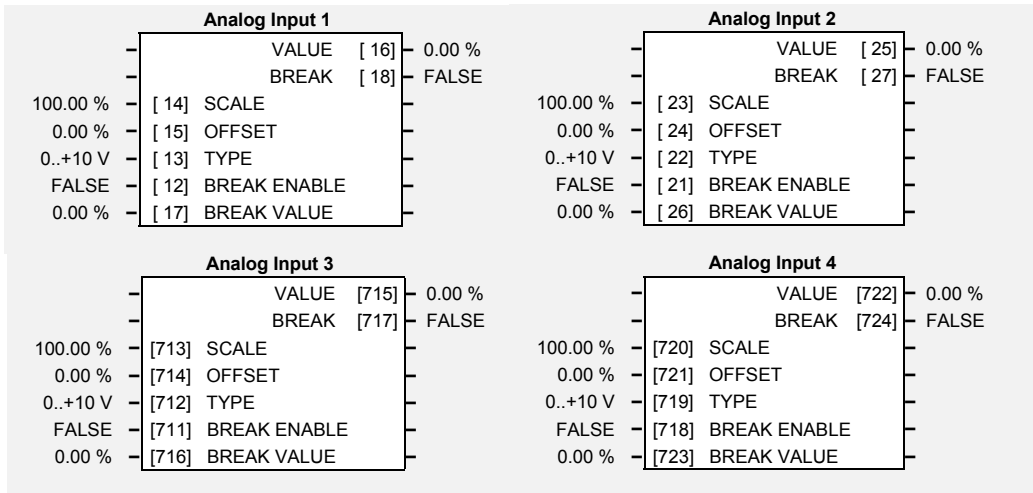 Analog Input 1
VALUE [ 16] 0.00 %
BREAK [ 18] FALSE
100.00 % [ 14] SCALE
0.00 % [ 15] OFFSET
0..+10 V [ 13] TYPE
FALSE [ 12] BREAK ENABLE
0.00 % [ 17] BREAK VALUE
Analog Input 2
VALUE [ 25] 0.00 %
BREAK [ 27] FALSE
100.00 % [ 23] SCALE
0.00 % [ 24] OFFSET
0..+10 V [ 22] TYPE
FALSE [ 21] BREAK ENABLE
0.00 % [ 26] BREAK VALUE
Analog Input 3
VALUE [715] 0.00 %
BREAK [717] FALSE
100.00 % [713] SCALE
0.00 % [714] OFFSET
0..+10 V [712] TYPE
FALSE [711] BREAK ENABLE
0.00 % [716] BREAK VALUE
Analog Input 4
VALUE [722] 0.00 %
BREAK [724] FALSE
100.00 % [720] SCALE
0.00 % [721] OFFSET
0..+10 V [719] TYPE
FALSE [718] BREAK ENABLE
0.00 % [723] BREAK VALUE